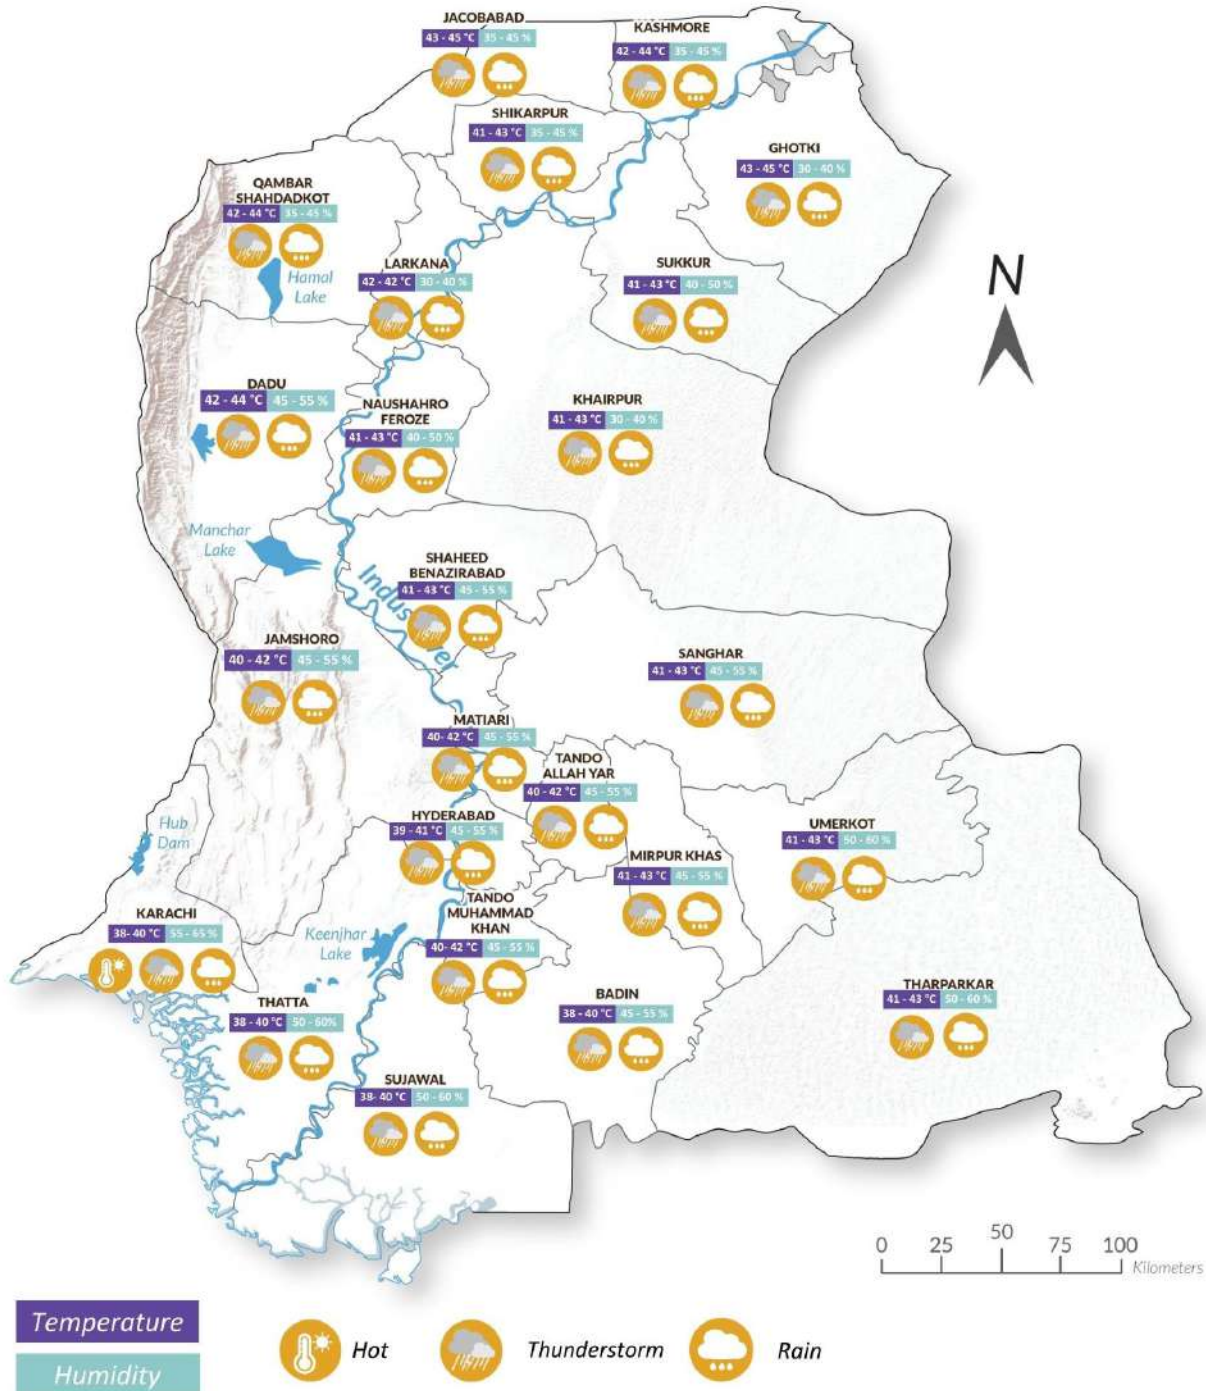 JACOBABAD
43 - 45 °C 35 - 45 %
KASHMORE
42 - 44 °C 35 - 45 %
SHIKARPUR
41 - 43 °C 35 - 45 %
GHOTKI
43 - 45 °C 30 - 40 %
QAMBAR
SHAHDADKOT
42 - 44 °C 35 - 45 %
Hamal
Lake
LARKANA
42 - 42 °C 30 - 40 %
SUKKUR
41 - 43 °C 40 - 50 %
N
DADU
42 - 44 °C 45 - 55 %
NAUSHAHRO
FEROZE
41 - 43 °C 40 - 50 %
KHAIRPUR
41 - 43 °C 30 - 40 %
Manchar
Lake
SHAHEED
BENAZIRABAD
41 - 43 °C 45 - 55 %
Indus
JAMSHORO
40 - 42 °C 45 - 55 %
SANGHAR
41 - 43 °C 45 - 55 %
MATIARI
40- 42 °C 45 - 55 %
TANDO
ALLAH YAR
40 - 42 °C 45 - 55 %
HYDERABAD
39 - 41 °C 45 - 55 %
UMERKOT
41 - 43 °C 50 - 60 %
Hub
Dam
MIRPUR KHAS
41 - 43 °C 45 - 55 %
KARACHI
38- 40 °C 55 - 65 %
Keenjhar
Lake
TANDO
MUHAMMAD
KHAN
40- 42 °C 45 - 55 %
THATTA
38 - 40 °C 50 - 60%
BADIN
38 - 40 °C 45 - 55 %
THARPARKAR
41 - 43 °C 50 - 60 %
SUJAWAL
38- 40 °C 50 - 60 %
0 25 50 75 100
Kilometers
Temperature
Humidity
Hot
Thunderstorm
Rain